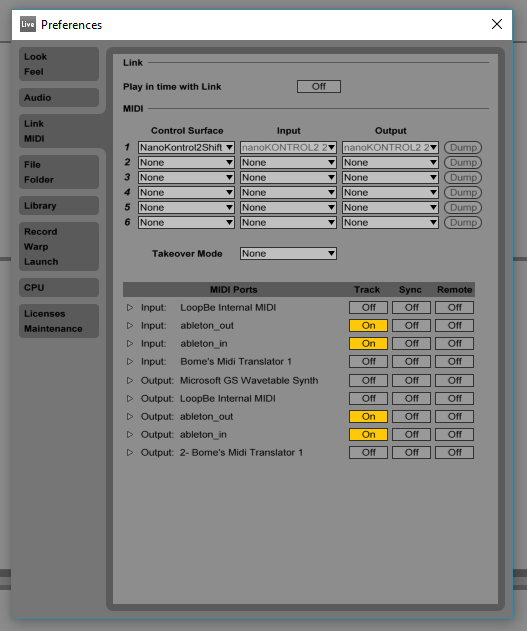 Live Preferences
Look
Feel
Audio
Link
MIDI
File
Folder
Library
Record
Warp
Launch
CPU
Licenses
Maintenance
Link
Play in time with Link Off
MIDI
Control Surface Input Output
1 NanoKontrol2Shift nanoKONTROL2 2 nanoKONTROL2 2 Dump
2 None None None Dump
3 None None None Dump
4 None None None Dump
5 None None None Dump
6 None None None Dump
Takeover Mode None
MIDI Ports Track Sync Remote
Input: LoopBe Internal MIDI Off Off Off
Input: ableton_out On Off Off
Input: ableton_in On Off Off
Input: Bome's Midi Translator 1 Off Off Off
Output: Microsoft GS Wavetable Synth Off Off Off
Output: LoopBe Internal MIDI Off Off Off
Output: ableton_out On Off Off
Output: ableton_in On Off Off
Output: 2- Bome's Midi Translator 1 Off Off Off